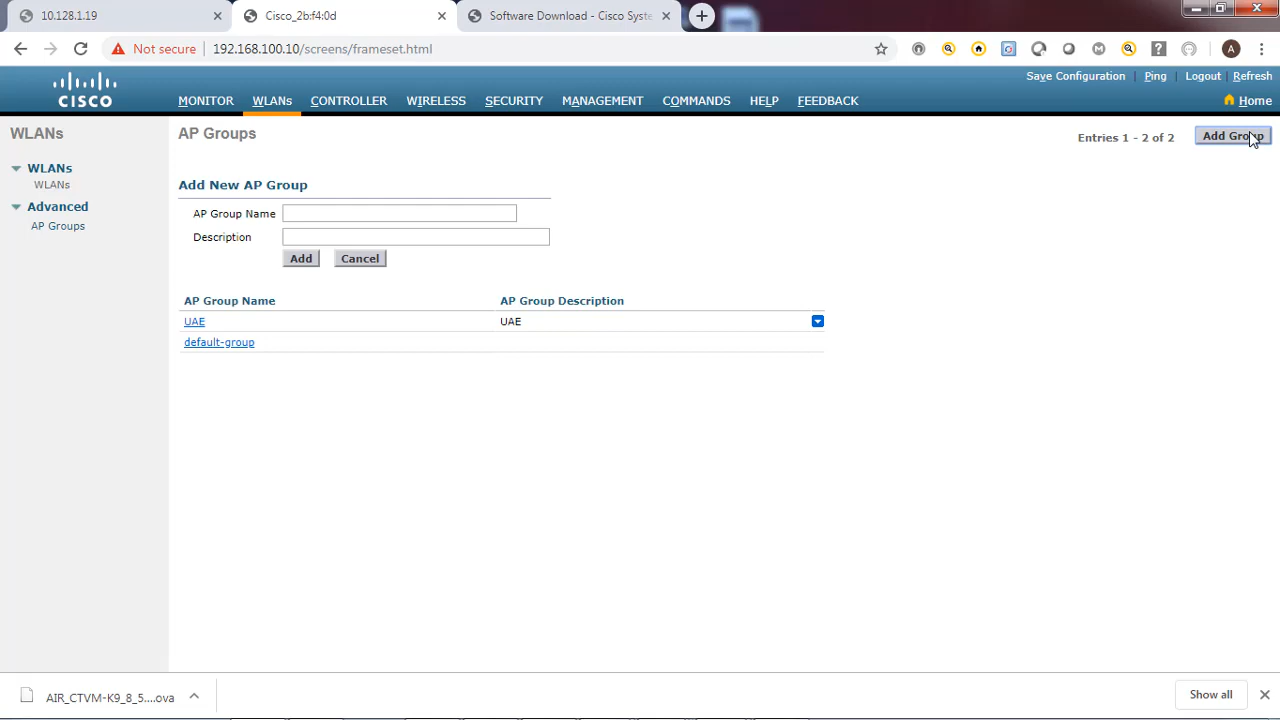 10.128.1.19
Cisco_2b:f4:0d
Software Download - Cisco Syste
Not secure
192.168.100.10/screens/frameset.html
A
Save Configuration
Ping
Logout
Refresh
CISCO
MONITOR
WLANs
CONTROLLER
WIRELESS
SECURITY
MANAGEMENT
COMMANDS
HELP
FEEDBACK
Home
WLANs
WLANs
WLANs
Advanced
AP Groups
AP Groups
Entries 1 - 2 of 2
Add Group
Add New AP Group
AP Group Name
Description
Add
Cancel
AP Group Name
AP Group Description
UAE
UAE
default-group
AIR_CTVM-K9_8_5....ova
Show all